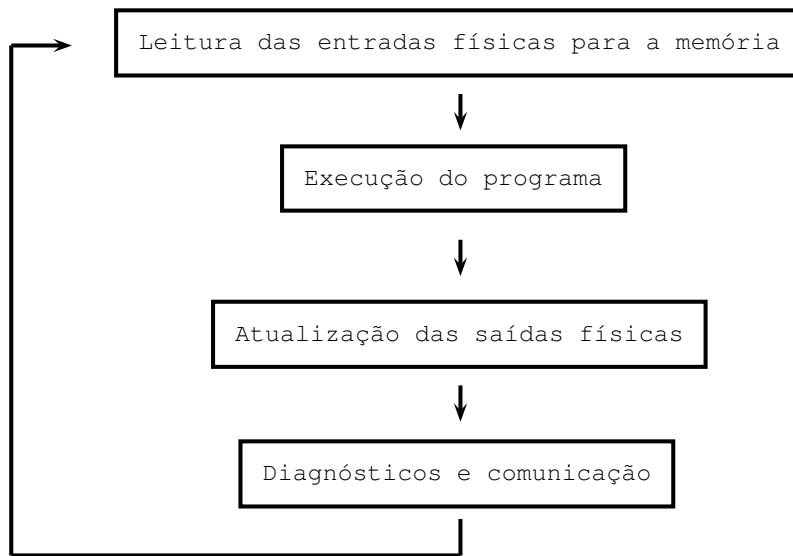 Leitura das entradas físicas para a memória
Execução do programa
Atualização das saídas físicas
Diagnósticos e comunicação